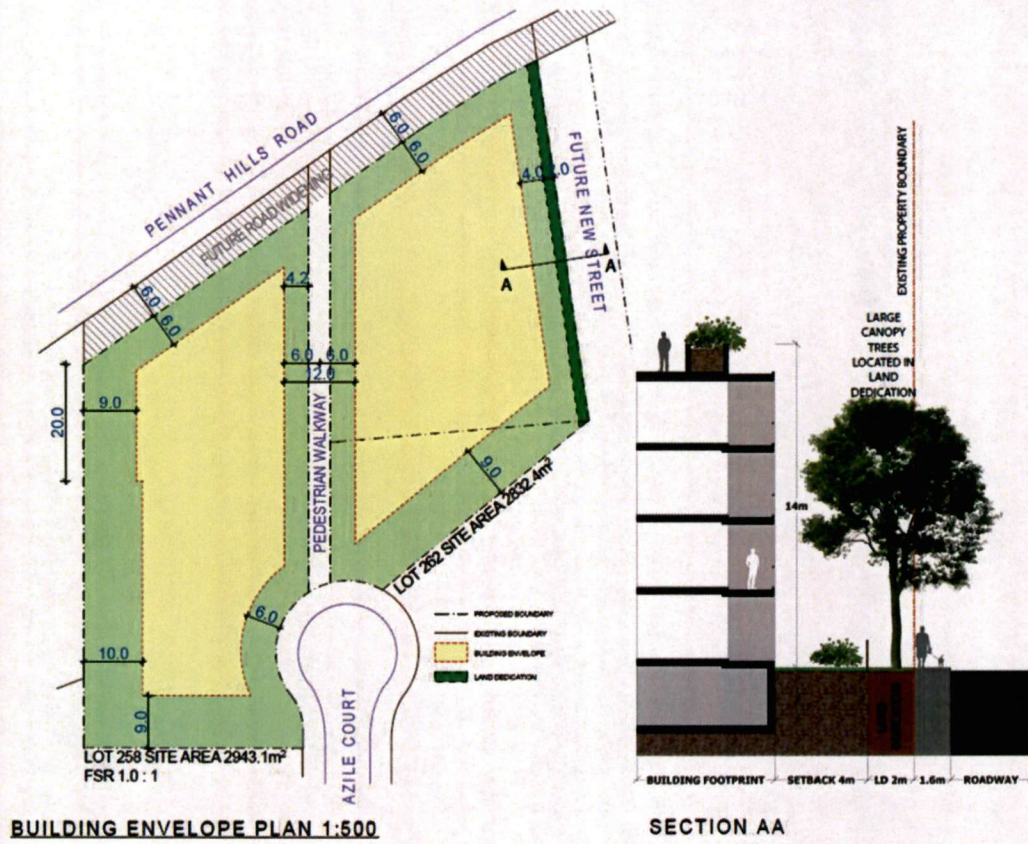 PENNANT HILLS ROAD
FUTURE ROAD WIDENING
6.0
6.0
6.0
6.0
4.0
2.0
FUTURE NEW STREET
A
A
4.2
6.0
6.0
12.0
20.0
9.0
PEDESTRIAN WALKWAY
9.0
LOT 262 SITE AREA 2832.4m²
6.0
10.0
9.0
AZILE COURT
LOT 258 SITE AREA 2943.1m²
FSR 1.0 : 1
PROPOSED BOUNDARY
EXISTING BOUNDARY
BUILDING ENVELOPE
LAND DEDICATION
BUILDING ENVELOPE PLAN 1:500
EXISTING PROPERTY BOUNDARY
LARGE
CANOPY
TREES
LOCATED IN
LAND
DEDICATION
14m
LAND
DEDICATION
BUILDING FOOTPRINT
SETBACK 4m
LD 2m
1.6m
ROADWAY
SECTION AA